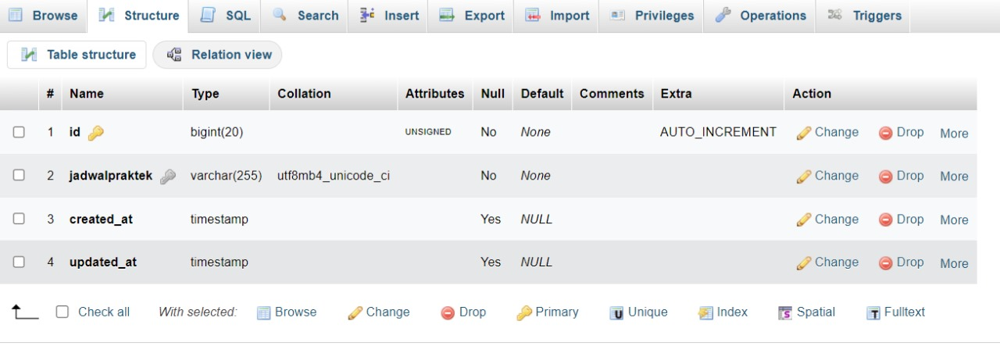 Browse Structure SQL Search Insert Export Import Privileges Operations Triggers
Table structure Relation view
# Name Type Collation Attributes Null Default Comments Extra Action
1 id bigint(20) UNSIGNED No None AUTO_INCREMENT Change Drop More
2 jadwalpraktek varchar(255) utf8mb4_unicode_ci No None Change Drop More
3 created_at timestamp Yes NULL Change Drop More
4 updated_at timestamp Yes NULL Change Drop More
Check all With selected: Browse Change Drop Primary Unique Index Spatial Fulltext